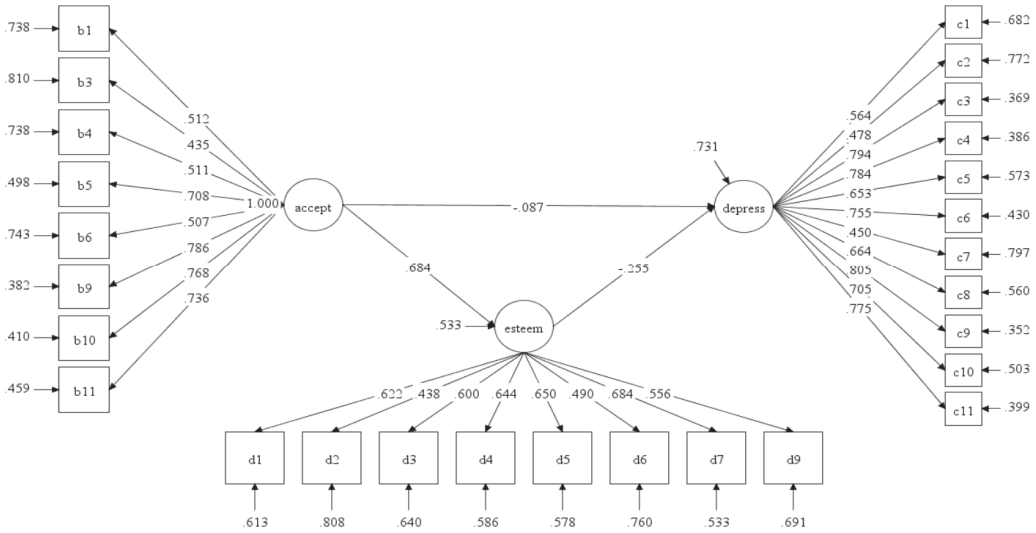 .738 b1
.810 b3
.738 b4
.498 b5
.743 b6
.382 b9
.410 b10
.459 b11
.512
.435
.511
.708
.507
.786
.768
.736
1.000 accept
-.087
.684
-.255
.731
depress
.533 esteem
.564
.478
.794
.784
.653
.755
.450
.664
.805
.705
.775
c1 .682
c2 .772
c3 .369
c4 .386
c5 .573
c6 .430
c7 .797
c8 .560
c9 .352
c10 .503
c11 .399
.622 .438 .600 .644 .650 .490 .684 .556
d1 d2 d3 d4 d5 d6 d7 d9
.613 .808 .640 .586 .578 .760 .533 .691